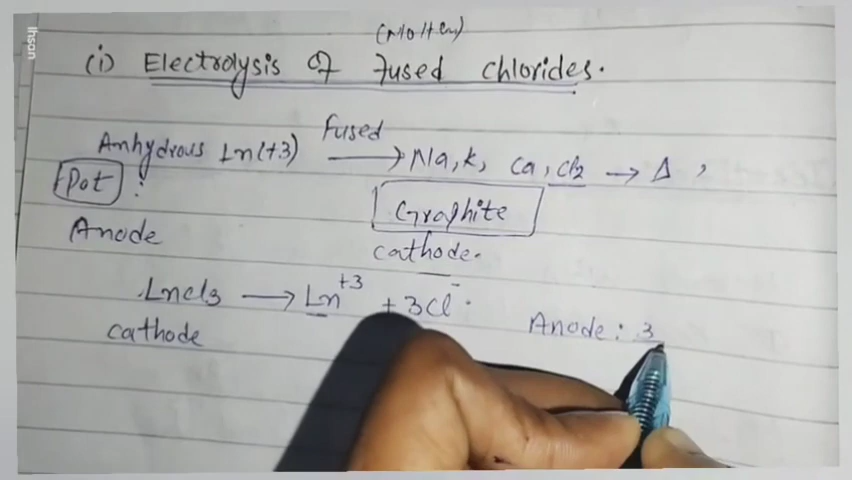 Ihsan
(Molten)
(i) Electrolysis of fused chlorides.
Anhydrous Ln(+3) Fused → Na, K, Ca, Cl2 → Δ,
Pot :
Graphite
Anode
cathode.
LnCl3 → Ln+3 + 3Cl-.
cathode
Anode : 3